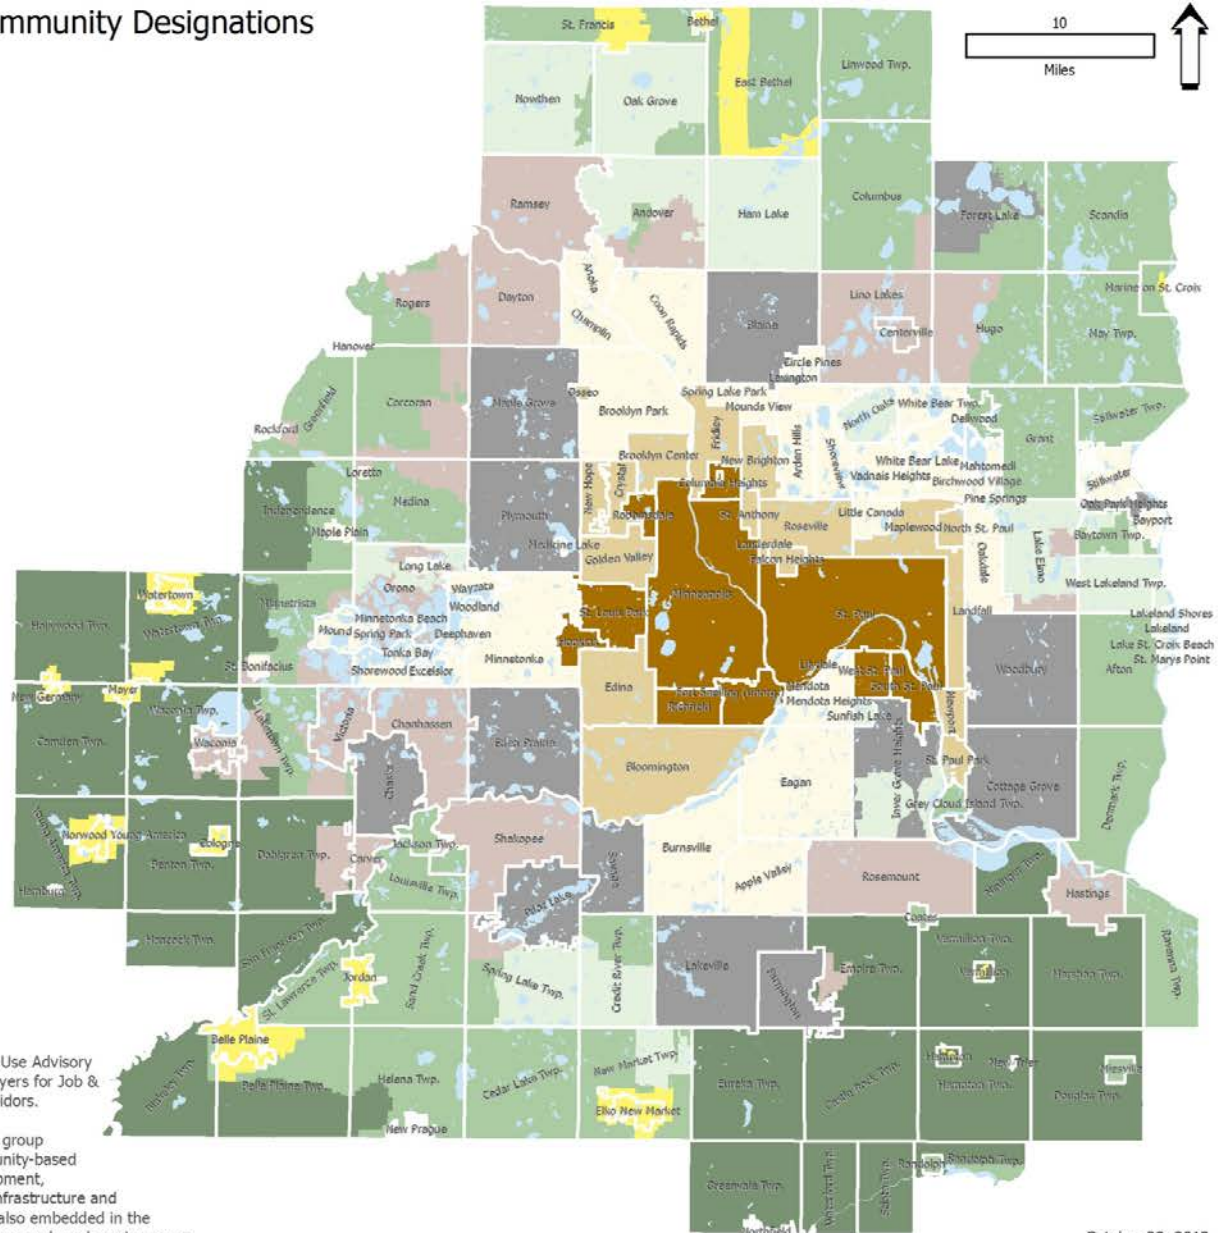 mmunity Designations
10
Miles
St. Francis
Bethel
East Bethel
Linwood Twp.
Nowthen
Oak Grove
Ramsey
Andover
Ham Lake
Columbus
Forest Lake
Scandia
Marine on St. Croix
Rogers
Dayton
Anoka
Champlin
Coon Rapids
Blaine
Lino Lakes
Centerville
Hugo
May Twp.
Hanover
Circle Pines
Lexington
Greenfield
Corcoran
Maple Grove
Osseo
Brooklyn Park
Spring Lake Park
Mounds View
North Oaks
White Bear Twp.
Dellwood
Stillwater Twp.
Rockford
Fridley
Arden Hills
Shoreview
Grant
Loretto
Brooklyn Center
New Brighton
White Bear Lake
Mahtomedi
Vadnais Heights
Birchwood Village
Stillwater
Independence
Medina
Plymouth
New Hope
Crystal
Robbinsdale
Columbia Heights
St. Anthony
Roseville
Little Canada
Maplewood
North St. Paul
Pine Springs
Oak Park Heights
Bayport
Maple Plain
Medicine Lake
Golden Valley
Lauderdale
Falcon Heights
Oakdale
Lake Elmo
Baytown Twp.
Long Lake
Orono
Wayzata
Woodland
West Lakeland Twp.
Watertown
Hollywood Twp.
Watertown Twp.
Minnetrista
Minnetonka Beach
Mound
Spring Park
Deephaven
Tonka Bay
Shorewood
Excelsior
Minnetonka
St. Louis Park
Hopkins
Minneapolis
St. Paul
Landfall
Lakeland Shores
Lakeland
Lake St. Croix Beach
St. Marys Point
Afton
Woodbury
St. Bonifacius
New Germany
Mayer
Waconia Twp.
Edina
Fort Snelling (unorg.)
Richfield
Lilydale
Mendota
West St. Paul
South St. Paul
Mendota Heights
Sunfish Lake
Newport
Camden Twp.
Waconia
Laketown Twp.
Victoria
Chanhassen
Eden Prairie
Bloomington
Eagan
Inver Grove Heights
St. Paul Park
Cottage Grove
Grey Cloud Island Twp.
Denmark Twp.
Chaska
Young America Twp.
Norwood Young America
Cologne
Benton Twp.
Dahlgren Twp.
Carver
Jackson Twp.
Louisville Twp.
Shakopee
Prior Lake
Savage
Burnsville
Apple Valley
Rosemount
Nininger Twp.
Hastings
Hamburg
Coates
Hancock Twp.
San Francisco Twp.
St. Lawrence Twp.
Jordan
Sand Creek Twp.
Spring Lake Twp.
Credit River Twp.
Lakeville
Farmington
Empire Twp.
Vermillion Twp.
Vermillion
Marshan Twp.
Ravenna Twp.
Belle Plaine
Blakeley Twp.
Belle Plaine Twp.
Helena Twp.
Cedar Lake Twp.
New Market Twp.
Elko New Market
New Prague
Eureka Twp.
Castle Rock Twp.
Hampton
New Trier
Hampton Twp.
Miesville
Douglas Twp.
Greenvale Twp.
Waterford Twp.
Sciota Twp.
Randolph
Randolph Twp.
Northfield
Use Advisory
yers for Job &
idors.
group
unity-based
pment,
nfrastructure and
also embedded in the